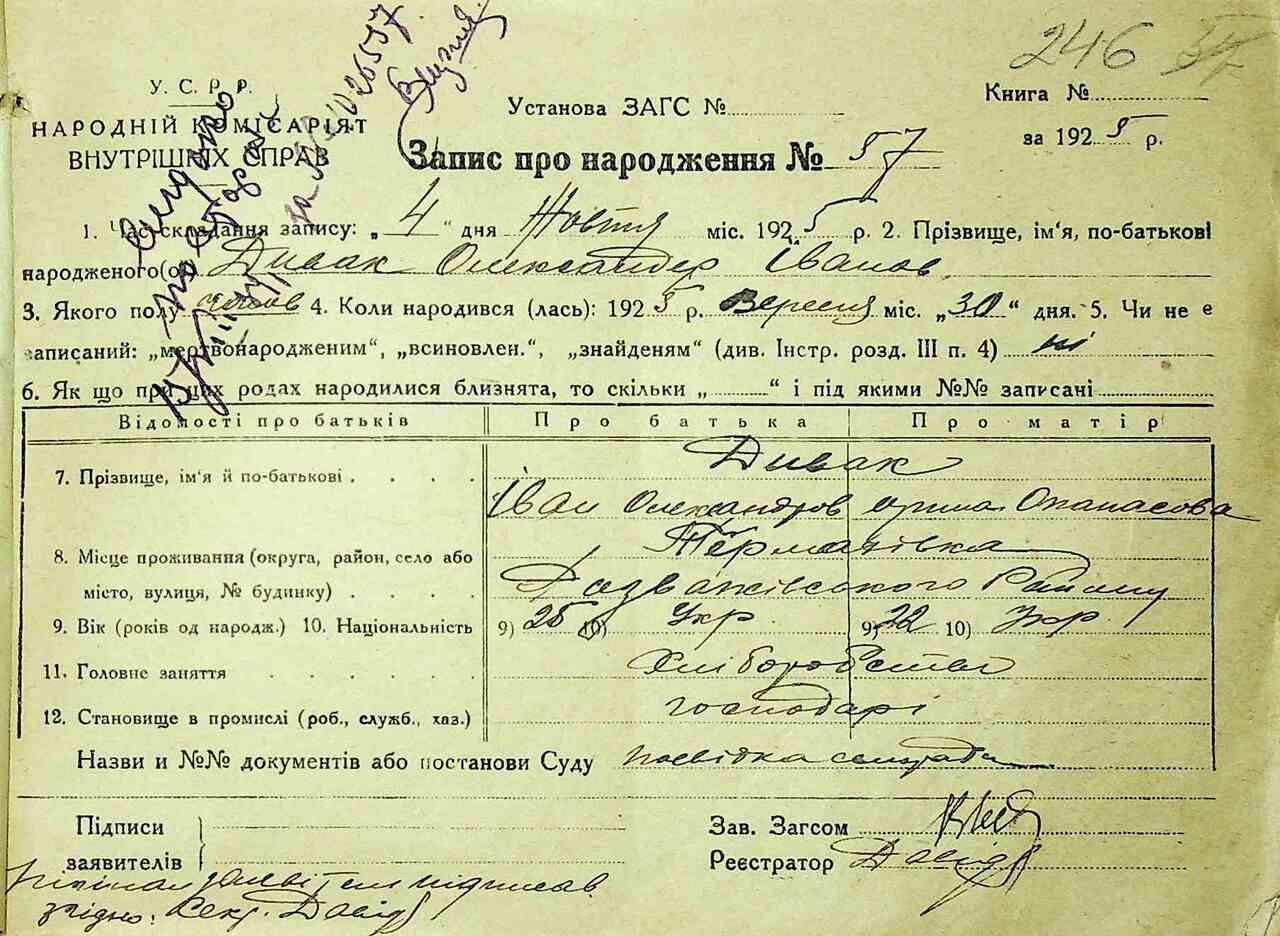 246
У. С. Р. Р.
НАРОДНІЙ КОМІСАРІЯТ
ВНУТРІШНІХ СПРАВ
Установа ЗАГС №
Книга №
за 1925 р.
Запис про народження № 57
1. Час складання запису: „4“ дня Жовтня міс. 1925 р. 2. Прізвище, ім'я, по-батькові
народженого(ої) Дивак Олександер Іванов
3. Якого полу чолов 4. Коли народився (лась): 1925 р. Вересня міс. „30“ дня. 5. Чи не є
записаний: „мертвонародженим“, „всиновлен.“, „знайденям“ (див. Інстр. розд. III п. 4) ні
6. Як що при цих родах народилися близнята, то скільки „ “ і під якими №№ записані
Відомості про батьків Про батька Про матір
7. Прізвище, ім'я й по-батькові Дивак
Іван Олександров Орина Опанасова
8. Місце проживання (округа, район, село або
місто, вулиця, № будинку) Району
9. Вік (років од народж.) 10. Національність 9) 25 10) Укр 9) 22 10) Укр
11. Головне заняття Хліборобство
12. Становище в промислі (роб., служб., хаз.) господарі
Назви и №№ документів або постанови Суду посвідка сельради
Підписи
заявителів
Зав. Загсом
Реєстратор
підписав
згідно: Секр.